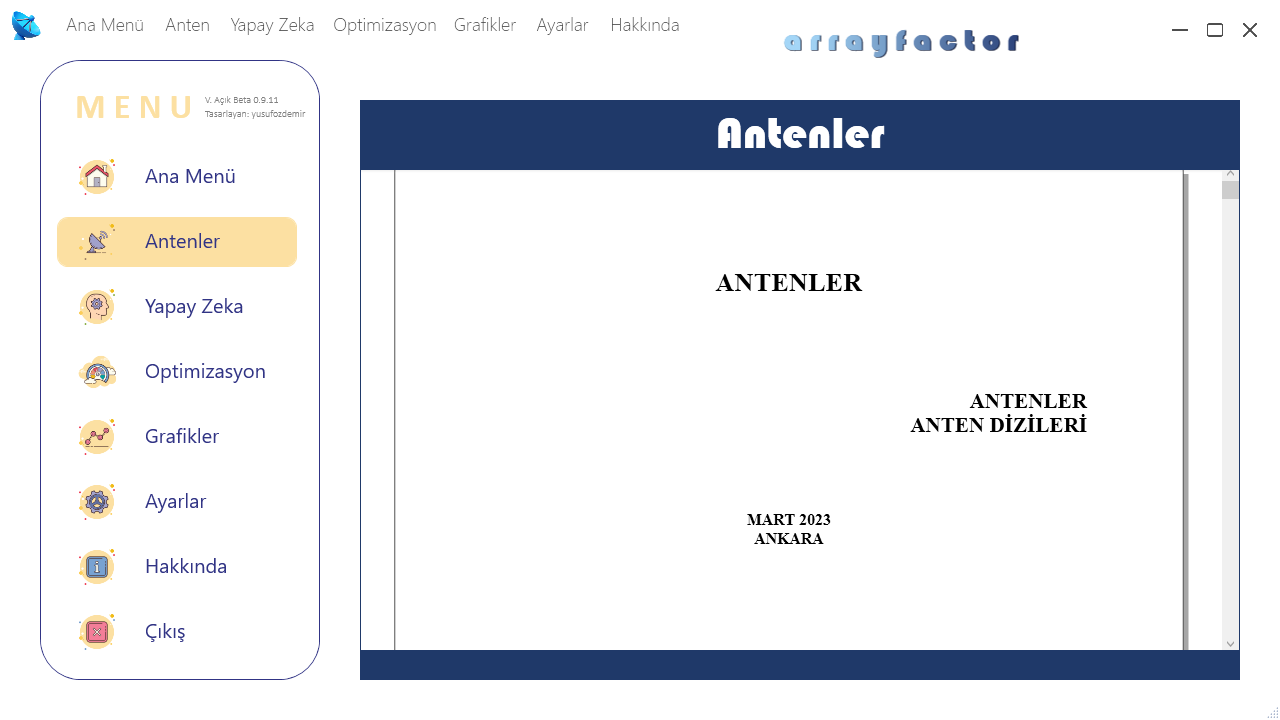 Ana Menü Anten Yapay Zeka Optimizasyon Grafikler Ayarlar Hakkında
arrayfactor
MENU
V. Açık Beta 0.9.11
Tasarlayan: yusufozdemir
Ana Menü
Antenler
Yapay Zeka
Optimizasyon
Grafikler
Ayarlar
Hakkında
Çıkış
Antenler
ANTENLER
ANTENLER
ANTEN DİZİLERİ
MART 2023
ANKARA